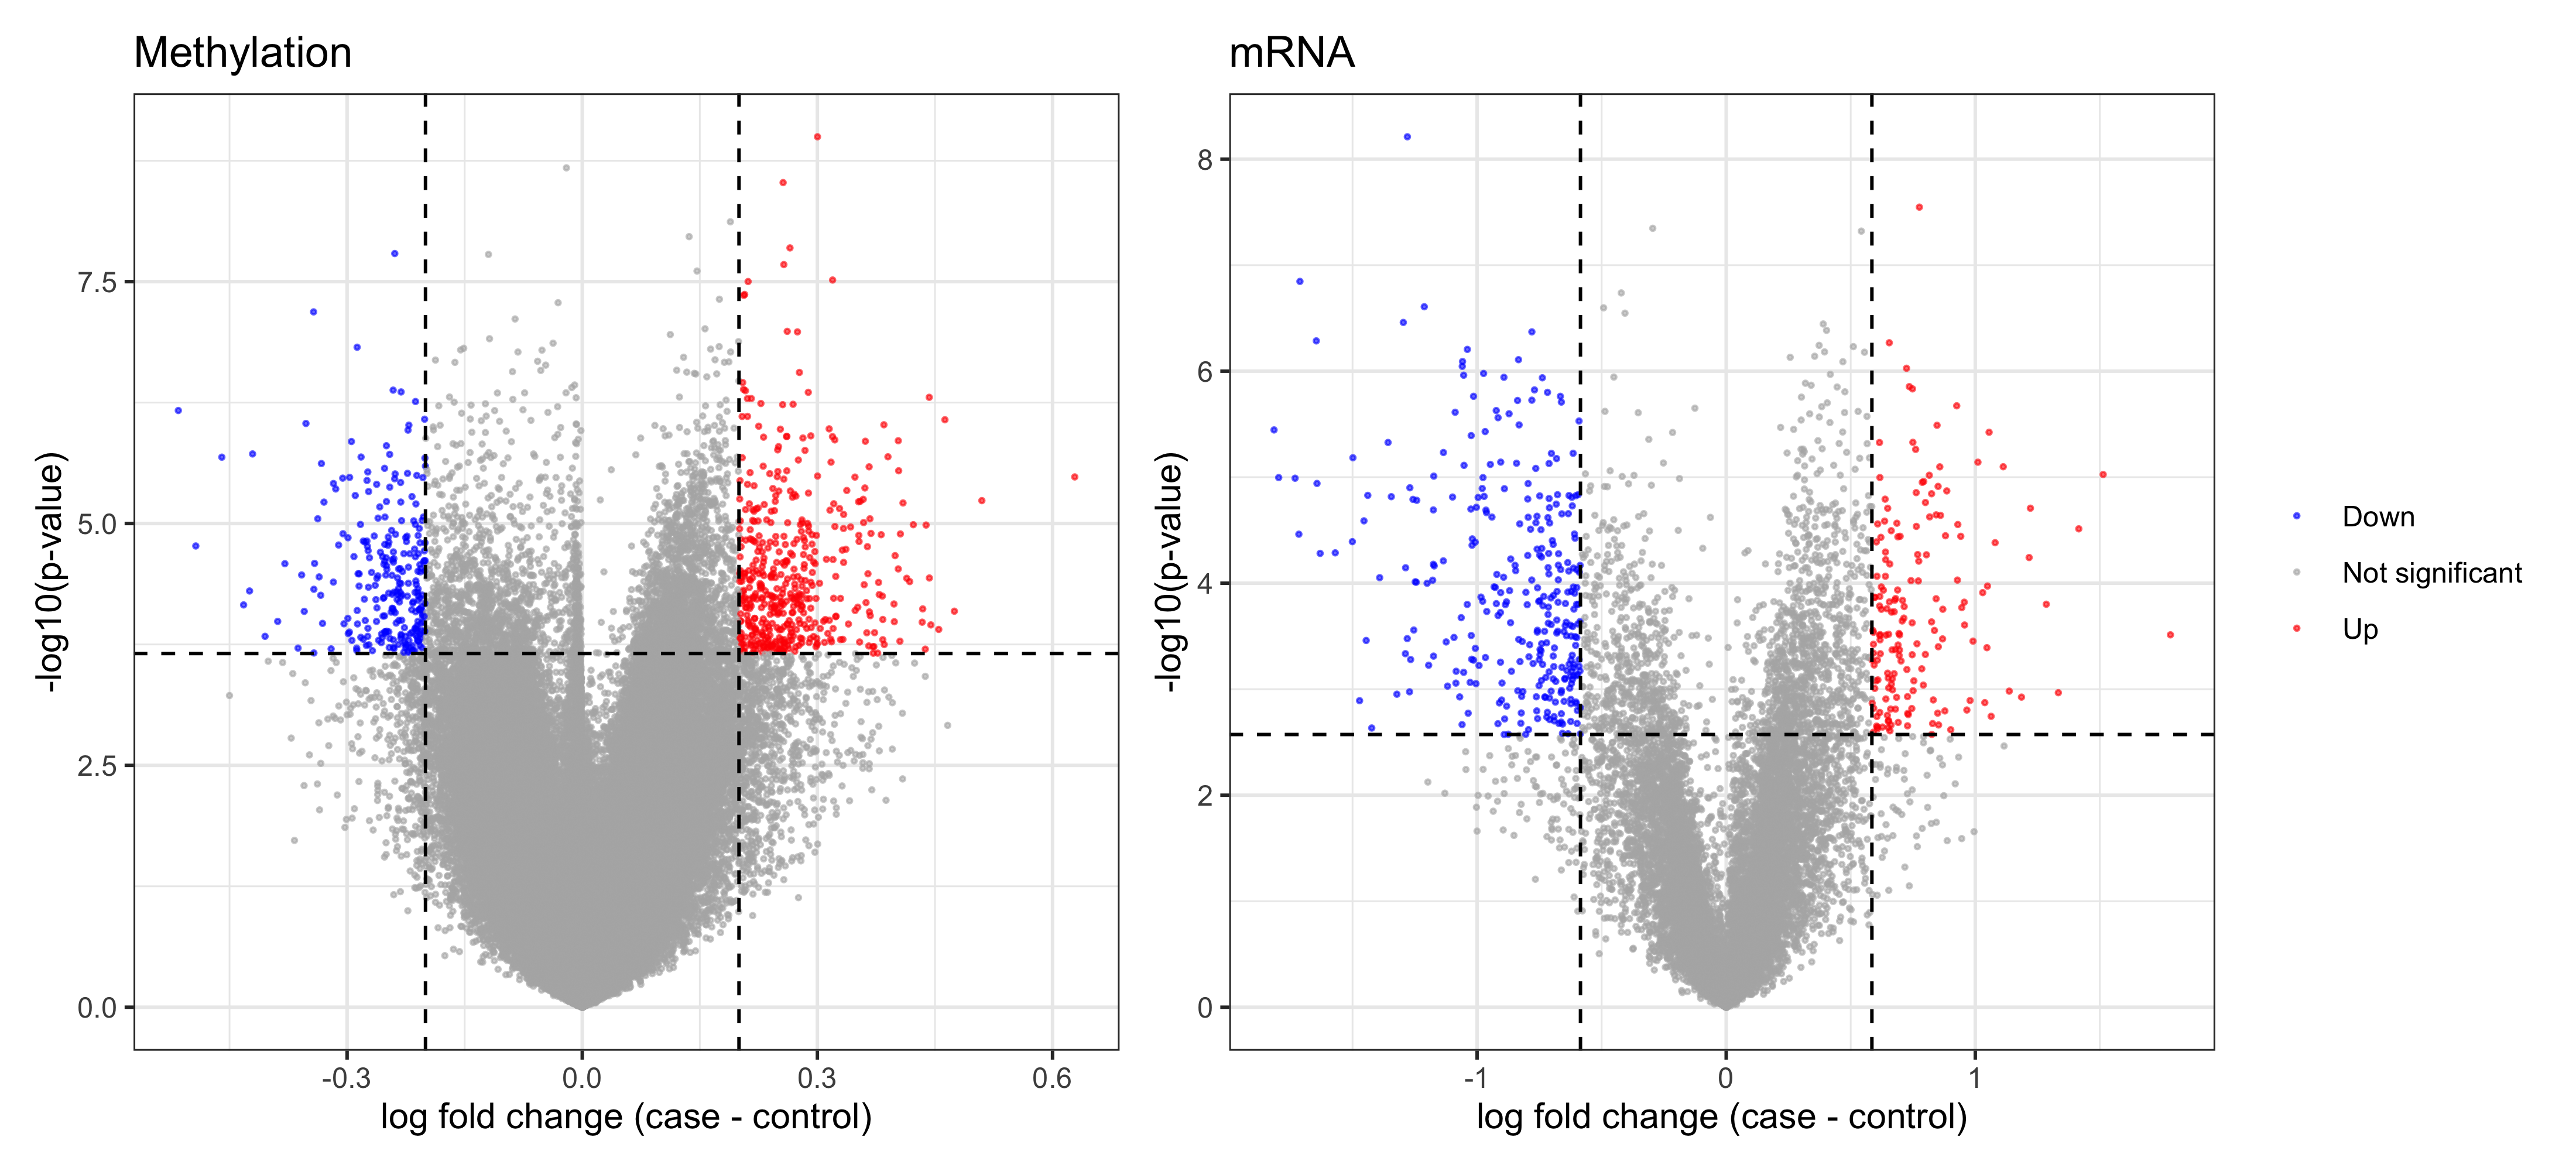 Methylation
-log10(p-value)
7.5
5.0
2.5
0.0
-0.3 0.0 0.3 0.6
log fold change (case - control)
mRNA
-log10(p-value)
8
6
4
2
0
-1 0 1
log fold change (case - control)
Down
Not significant
Up